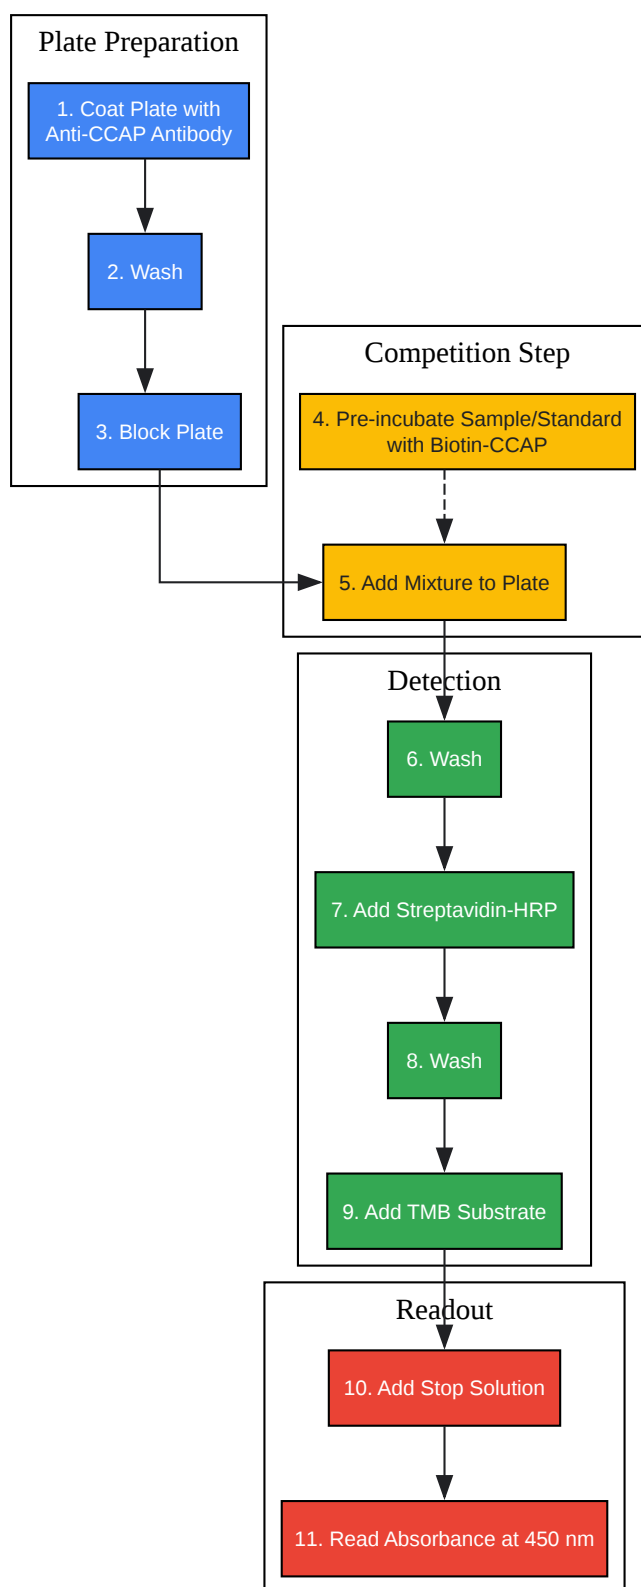 Plate Preparation
1. Coat Plate with
Anti-CCAP Antibody
2. Wash
3. Block Plate
Competition Step
4. Pre-incubate Sample/Standard
with Biotin-CCAP
5. Add Mixture to Plate
Detection
6. Wash
7. Add Streptavidin-HRP
8. Wash
9. Add TMB Substrate
Readout
10. Add Stop Solution
11. Read Absorbance at 450 nm